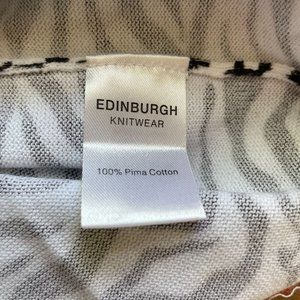 EDINBURGH
KNITWEAR
100% Pima Cotton